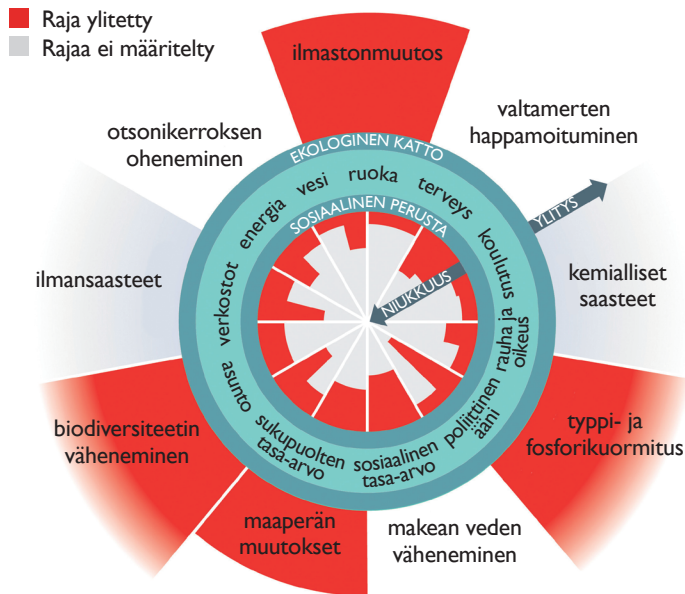 Raja ylitetty
Rajaa ei määritelty
ilmastonmuutos
valtamerten
happamoituminen
otsonikerroksen
oheneminen
EKOLOGINEN KATTO
YLITYS
ilmansaasteet
kemialliset
saasteet
biodiversiteetin
väheneminen
typpi- ja
fosforikuormitus
maaperän
muutokset
makean veden
väheneminen
SOSIAALINEN PERUSTA
NIUKKUUS
ruoka
terveys
koulutus
rauha ja
oikeus
poliittinen
ääni
sosiaalinen
tasa-arvo
sukupuolten
tasa-arvo
asunto
verkostot
energia
vesi